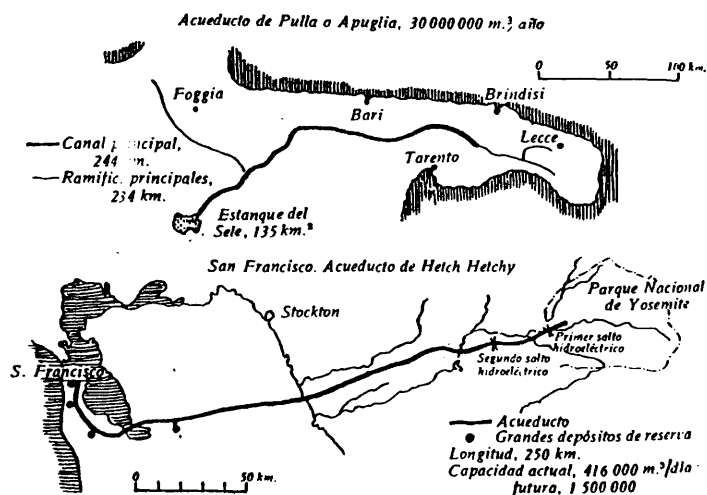 Acueducto de Pulla o Apuglia, 30 000 000 m.³/año
0 50 100 km.
Foggia
Bari
Brindisi
Lecce
Tarento
Canal principal,
244 km.
Ramific. principales,
234 km.
Estanque del
Sele, 135 km.²
San Francisco. Acueducto de Hetch Hetchy
Stockton
Parque Nacional
de Yosemite
Primer salto
hidroeléctrico
Segundo salto
hidroeléctrico
S. Francisco
Acueducto
Grandes depósitos de reserva
Longitud, 250 km.
Capacidad actual, 416 000 m.³/día
futura, 1 500 000
0 50 km.